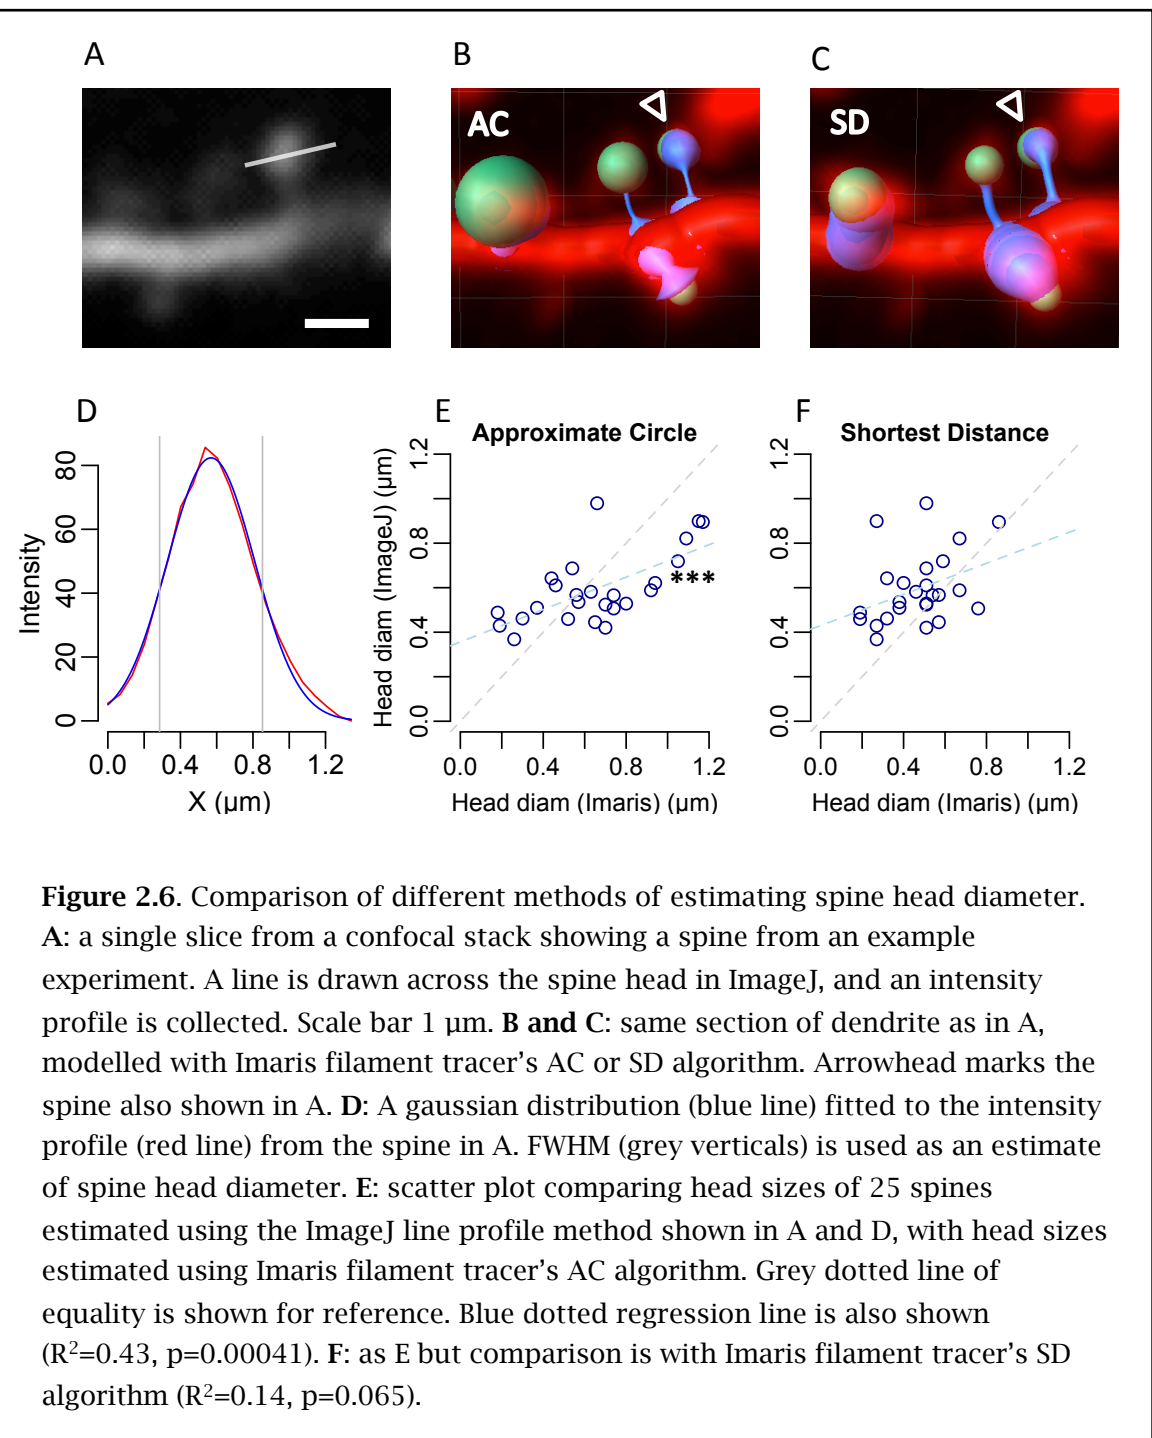 A
B
C
AC
SD
D
E
F
Approximate Circle
Shortest Distance
Intensity
0
20
40
60
80
0.0
0.4
0.8
1.2
X (µm)
Head diam (ImageJ) (µm)
0.0
0.4
0.8
1.2
***
0.0
0.4
0.8
1.2
Head diam (Imaris) (µm)
0.0
0.4
0.8
1.2
0.0
0.4
0.8
1.2
Head diam (Imaris) (µm)
Figure 2.6. Comparison of different methods of estimating spine head diameter.
A: a single slice from a confocal stack showing a spine from an example
experiment. A line is drawn across the spine head in ImageJ, and an intensity
profile is collected. Scale bar 1 µm. B and C: same section of dendrite as in A,
modelled with Imaris filament tracer’s AC or SD algorithm. Arrowhead marks the
spine also shown in A. D: A gaussian distribution (blue line) fitted to the intensity
profile (red line) from the spine in A. FWHM (grey verticals) is used as an estimate
of spine head diameter. E: scatter plot comparing head sizes of 25 spines
estimated using the ImageJ line profile method shown in A and D, with head sizes
estimated using Imaris filament tracer’s AC algorithm. Grey dotted line of
equality is shown for reference. Blue dotted regression line is also shown
(R²=0.43, p=0.00041). F: as E but comparison is with Imaris filament tracer’s SD
algorithm (R²=0.14, p=0.065).